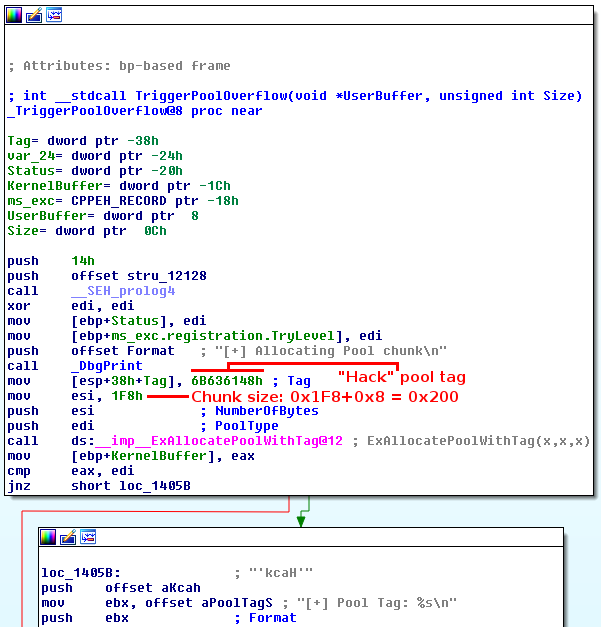 ; Attributes: bp-based frame
; int __stdcall TriggerPoolOverflow(void *UserBuffer, unsigned int Size)
_TriggerPoolOverflow@8 proc near
Tag= dword ptr -38h
var_24= dword ptr -24h
Status= dword ptr -20h
KernelBuffer= dword ptr -1Ch
ms_exc= CPPEH_RECORD ptr -18h
UserBuffer= dword ptr  8
Size= dword ptr  0Ch
push    14h
push    offset stru_12128
call    __SEH_prolog4
xor     edi, edi
mov     [ebp+Status], edi
mov     [ebp+ms_exc.registration.TryLevel], edi
push    offset Format   ; "[+] Allocating Pool chunk\n"
call    _DbgPrint
mov     [esp+38h+Tag], 6B636148h ; Tag
"Hack" pool tag
mov     esi, 1F8h
Chunk size: 0x1F8+0x8 = 0x200
push    esi             ; NumberOfBytes
push    edi             ; PoolType
call    ds:__imp__ExAllocatePoolWithTag@12 ; ExAllocatePoolWithTag(x,x,x)
mov     [ebp+KernelBuffer], eax
cmp     eax, edi
jnz     short loc_1405B
loc_1405B:              ; "'kcaH'"
push    offset aKcah
mov     ebx, offset aPoolTagS ; "[+] Pool Tag: %s\n"
push    ebx             ; Format